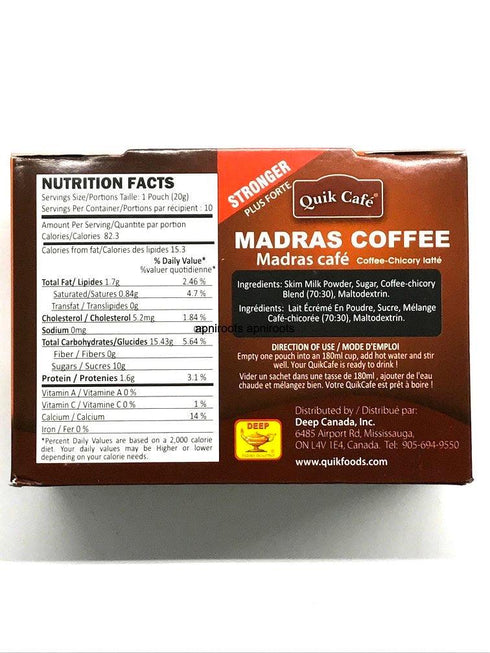 NUTRITION FACTS
Servings Size/Portions Taille: 1 Pouch (20g)
Servings Per Container/Portions par récipient : 10
Amount Per Serving/Quantite par portion
Calories/Calories 82.3
Calories from fat/Calories des lipides 15.3
% Daily Value*
%valuer quotidienne*
Total Fat/ Lipides 1.7g 2.46 %
Saturated/Satures 0.84g 4.7 %
Transfat / Translipides 0g
Cholesterol / Cholesterol 5.2mg 1.84 %
Sodium 0mg
apniroots apniroots
Total Carbohydrates/Glucides 15.43g 5.64 %
Fiber / Fibers 0g
Sugars / Sucres 10g
Protein / Protenies 1.6g 3.1 %
Vitamin A / Vitamine A 0 %
Vitamin C / Vitamine C 0 % 1 %
Calcium / Calcium 14 %
Iron / Fer 0 %
*Percent Daily Values are based on a 2,000 calorie
diet. Your daily values may be Higher or lower
depending on your calorie needs.
STRONGER
PLUS FORTE
Quik Café®
MADRAS COFFEE
Madras café Coffee-Chicory latté
Ingredients: Skim Milk Powder, Sugar, Coffee-chicory
Blend (70:30), Maltodextrin.
Ingrédients: Lait Écrémé En Poudre, Sucre, Mélange
Café-chicorée (70:30), Maltodextrin.
DIRECTION OF USE / MODE D'EMPLOI
Empty one pouch into an 180ml cup, add hot water and stir
well. Your QuikCafe is ready to drink !
Vider un sachet dans une tasse de 180ml , ajouter de l'eau
chaude et mélangez bien. Votre QuikCafe est prêt à boire !
DEEP
Distributed by / Distribué par:
Deep Canada, Inc.
6485 Airport Rd, Mississauga,
ON L4V 1E4, Canada. Tel: 905-694-9550
www.quikfoods.com